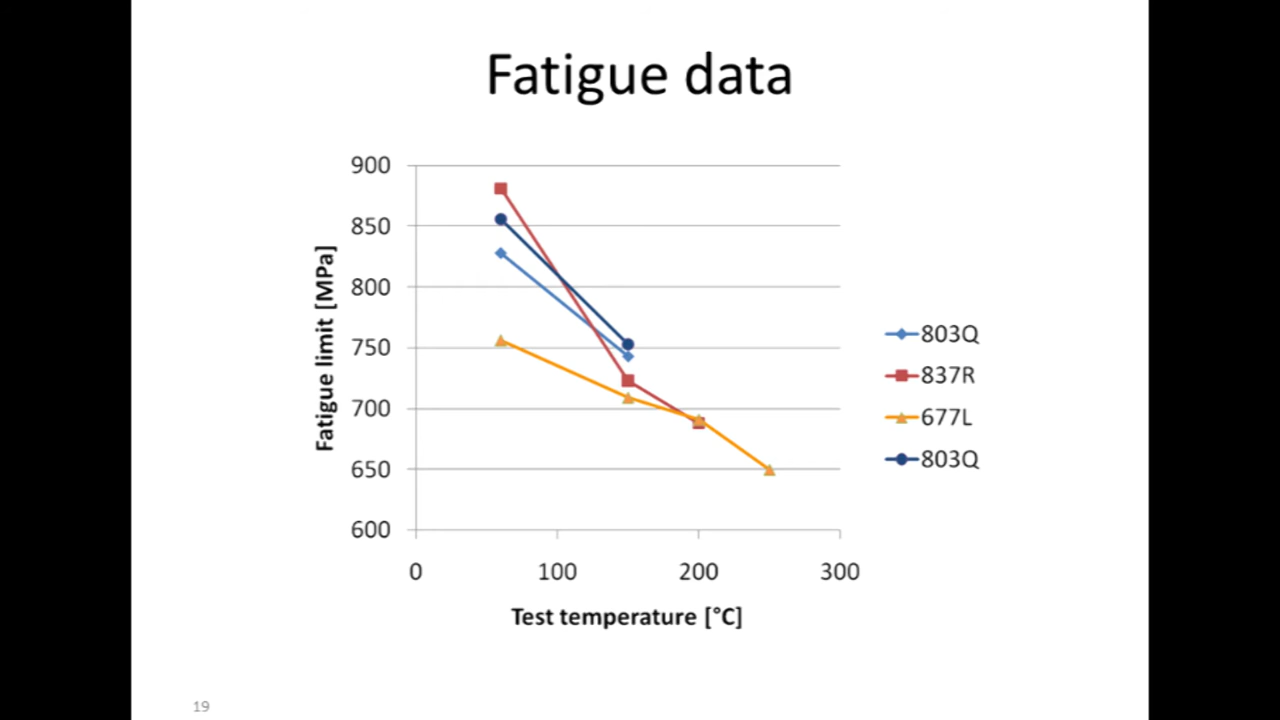 Fatigue data
900
850
800
750
700
650
600
Fatigue limit [MPa]
0 100 200 300
Test temperature [°C]
803Q
837R
677L
803Q
19